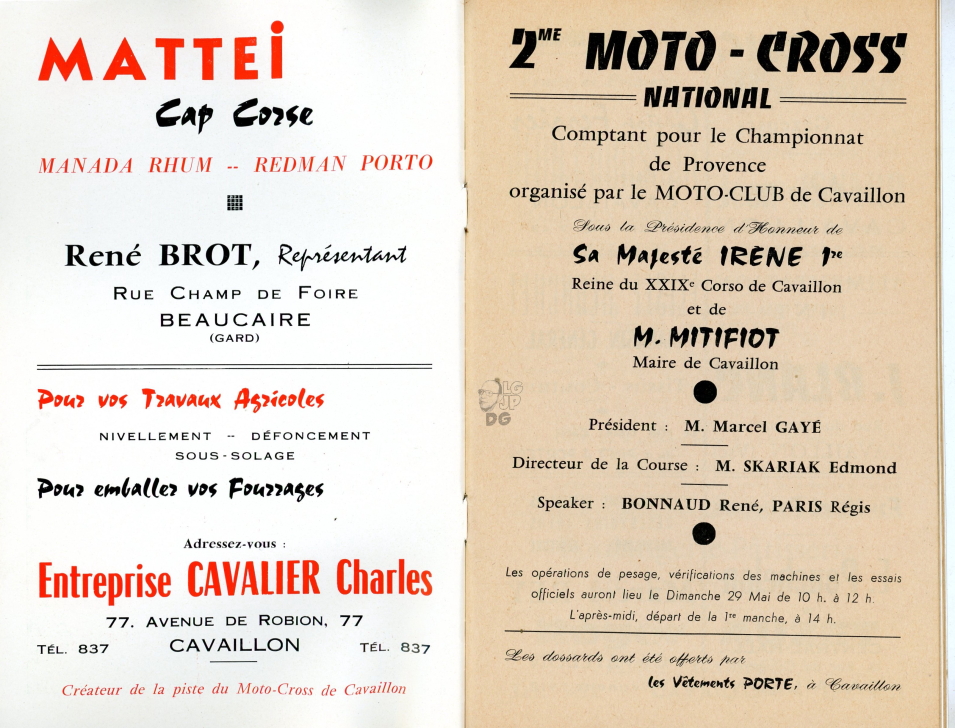 MATTEI
Cap Corse
MANADA RHUM -- REDMAN PORTO
René BROT, Représentant
RUE CHAMP DE FOIRE
BEAUCAIRE
(GARD)
Pour vos Travaux Agricoles
NIVELLEMENT -- DÉFONCEMENT
SOUS-SOLAGE
Pour emballer vos Fourrages
Adressez-vous :
Entreprise CAVALIER Charles
77. AVENUE DE ROBION, 77
TÉL. 837 CAVAILLON TÉL. 837
Créateur de la piste du Moto-Cross de Cavaillon
2ME MOTO - CROSS
NATIONAL
Comptant pour le Championnat
de Provence
organisé par le MOTO-CLUB de Cavaillon
Sous la Présidence d'Honneur de
Sa Majesté IRENE 1re
Reine du XXIXe Corso de Cavaillon
et de
M. MITIFIOT
Maire de Cavaillon
Président : M. Marcel GAYÉ
Directeur de la Course : M. SKARIAK Edmond
Speaker : BONNAUD René, PARIS Régis
Les opérations de pesage, vérifications des machines et les essais
officiels auront lieu le Dimanche 29 Mai de 10 h. à 12 h.
L'après-midi, départ de la 1re manche, à 14 h.
Les dossards ont été offerts par
les Vêtements PORTE, à Cavaillon
LG
JP
DG